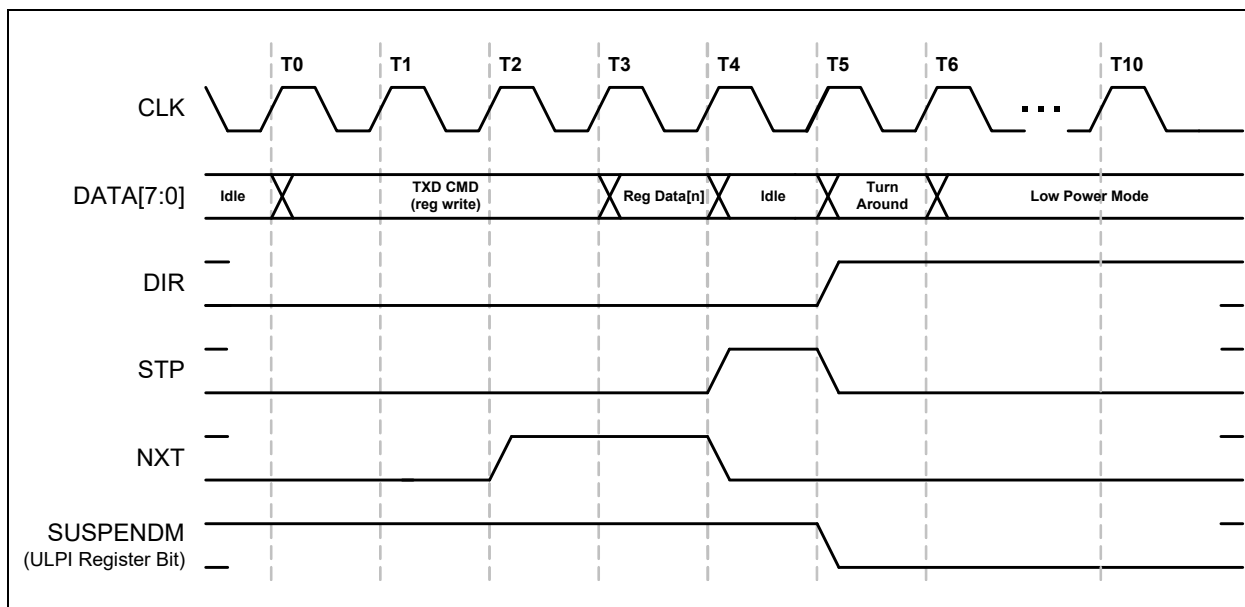 T0 T1 T2 T3 T4 T5 T6 T10
CLK
...
DATA[7:0]
Idle
TXD CMD
(reg write)
Reg Data[n]
Idle
Turn
Around
Low Power Mode
DIR
STP
NXT
SUSPENDM
(ULPI Register Bit)